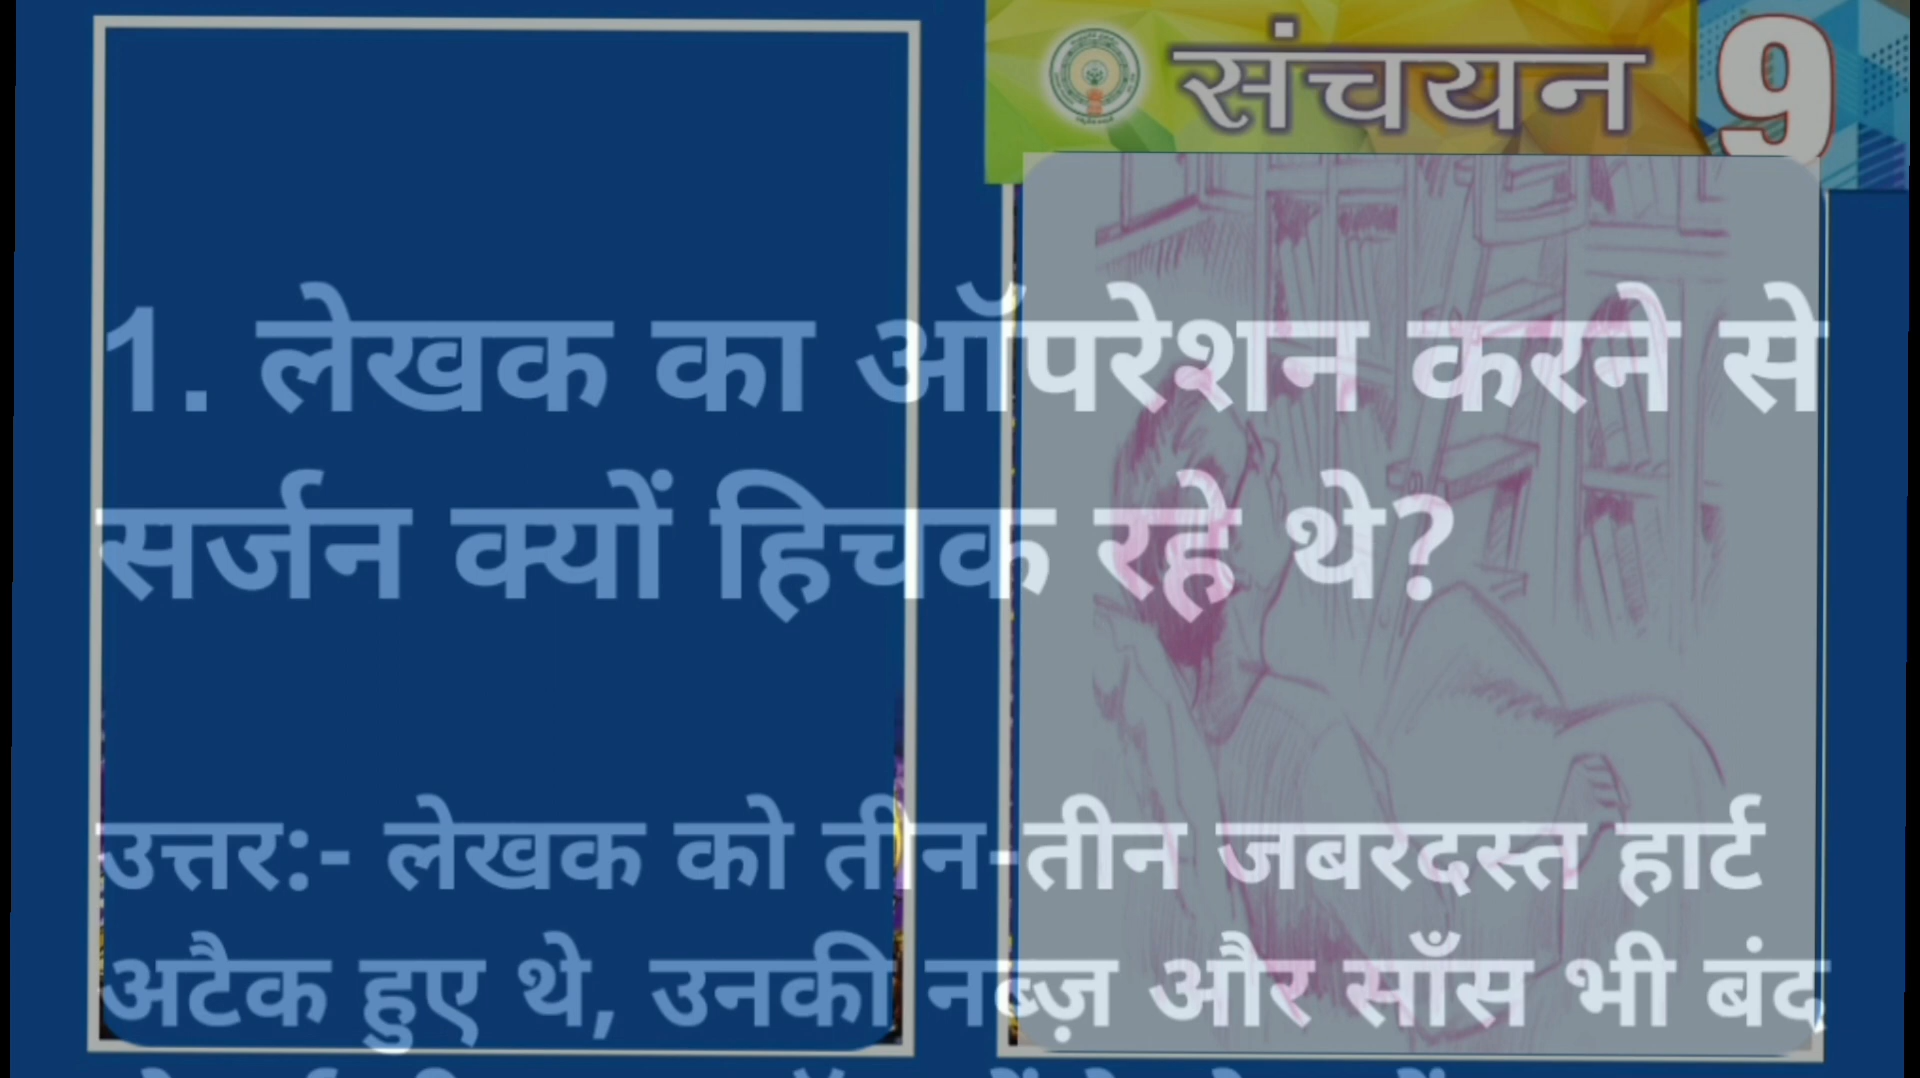 संचयन 9
1. लेखक का ऑपरेशन करने से
सर्जन क्यों हिचक रहे थे?
उत्तर:- लेखक को तीन-तीन जबरदस्त हार्ट
अटैक हुए थे, उनकी नब्ज़ और साँस भी बंद